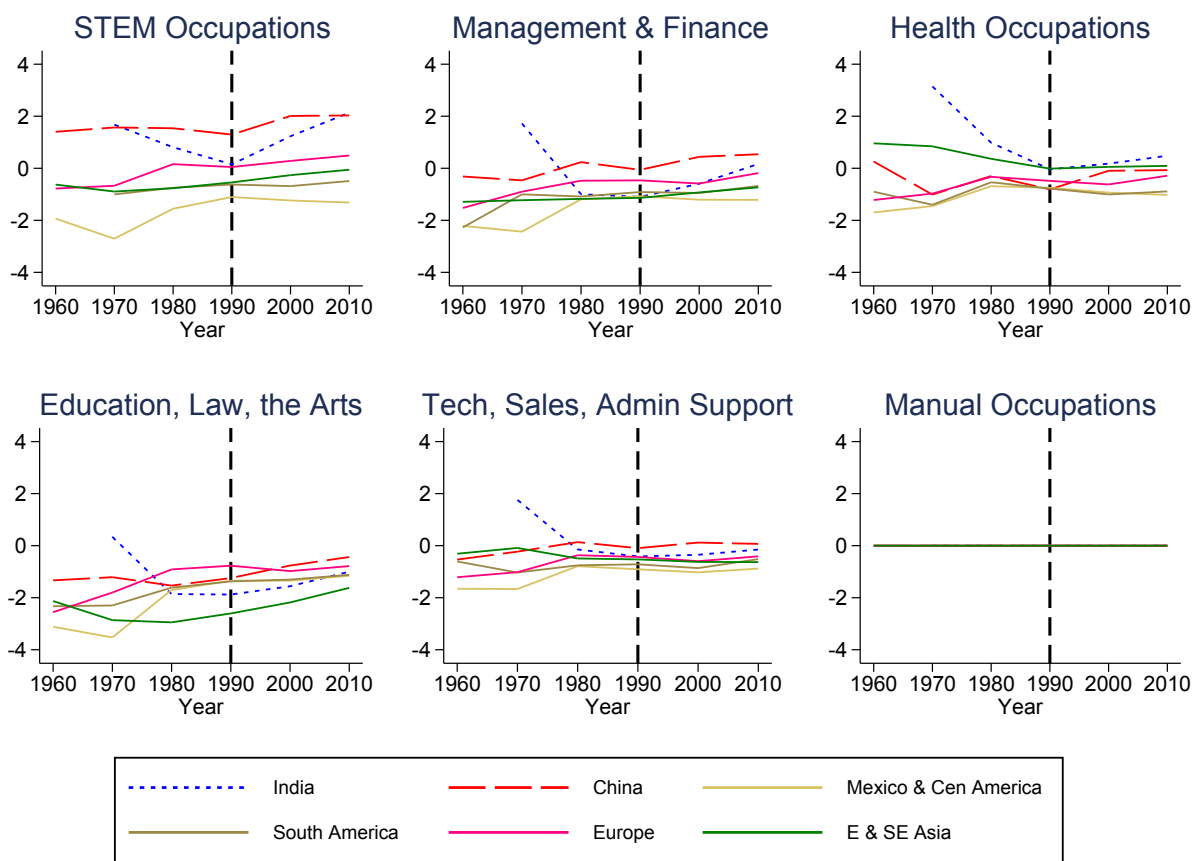 STEM Occupations
4
2
0
-2
-4
1960 1970 1980 1990 2000 2010
Year
Management & Finance
4
2
0
-2
-4
1960 1970 1980 1990 2000 2010
Year
Health Occupations
4
2
0
-2
-4
1960 1970 1980 1990 2000 2010
Year
Education, Law, the Arts
4
2
0
-2
-4
1960 1970 1980 1990 2000 2010
Year
Tech, Sales, Admin Support
4
2
0
-2
-4
1960 1970 1980 1990 2000 2010
Year
Manual Occupations
4
2
0
-2
-4
1960 1970 1980 1990 2000 2010
Year
India China Mexico & Cen America
South America Europe E & SE Asia